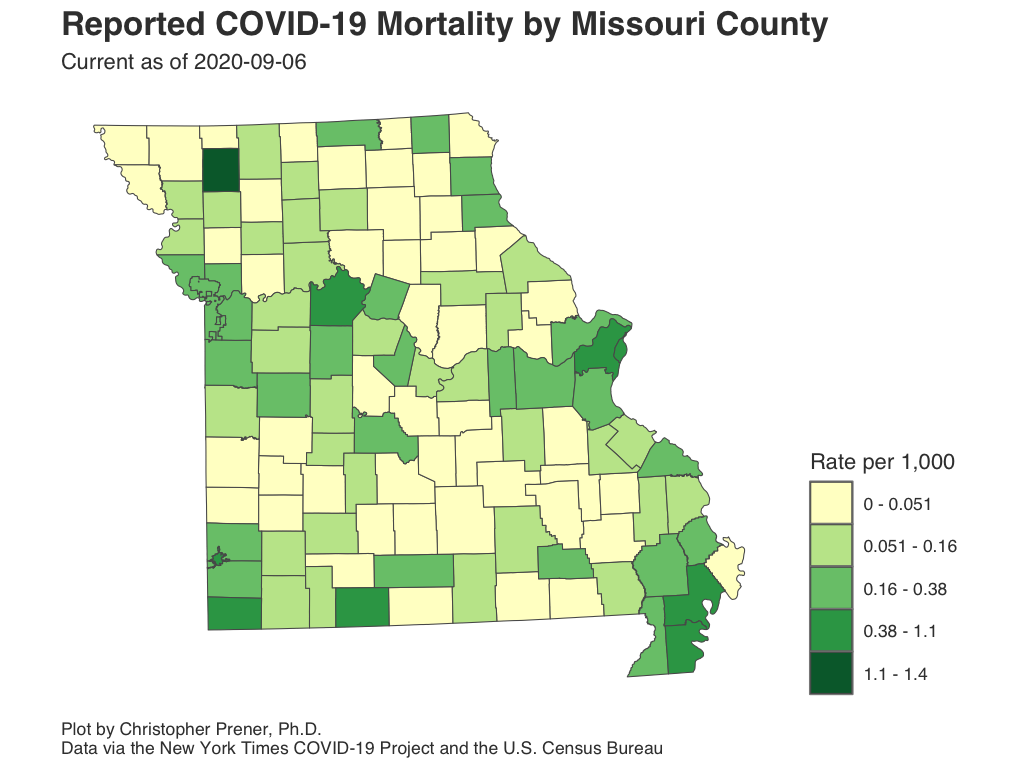 Reported COVID-19 Mortality by Missouri County
Current as of 2020-09-06
Rate per 1,000
0 - 0.051
0.051 - 0.16
0.16 - 0.38
0.38 - 1.1
1.1 - 1.4
Plot by Christopher Prener, Ph.D.
Data via the New York Times COVID-19 Project and the U.S. Census Bureau